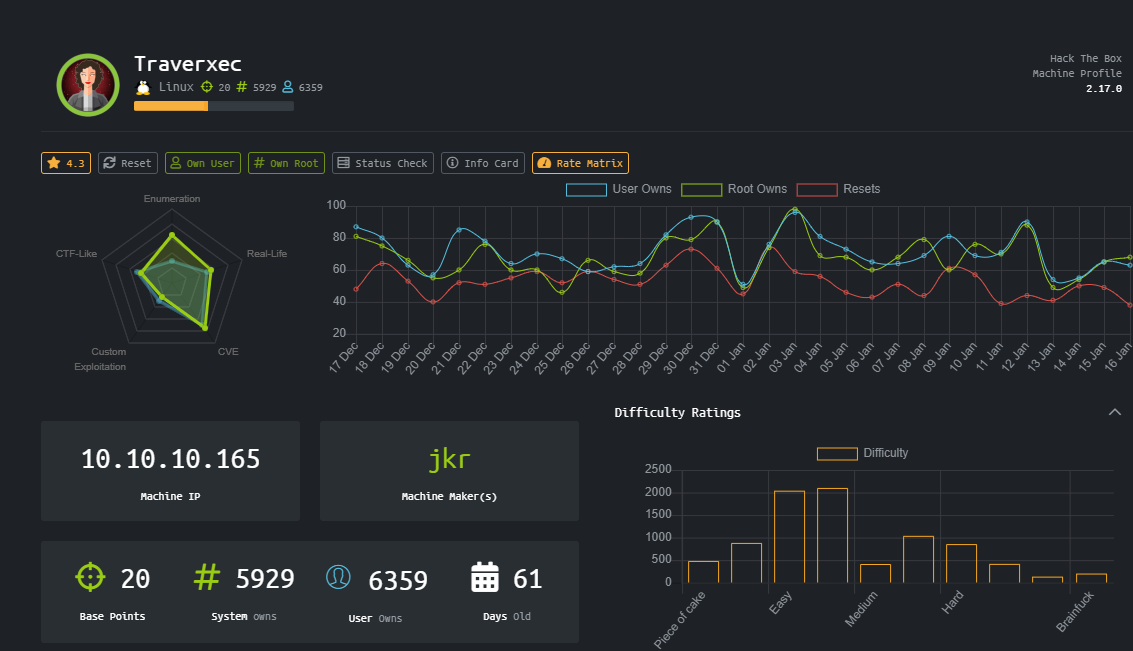 Traverxec
Linux 20 5929 6359
Hack The Box
Machine Profile
2.17.0
4.3 Reset Own User Own Root Status Check Info Card Rate Matrix
Enumeration
CTF-Like
Real-Life
Custom
Exploitation
CVE
User Owns Root Owns Resets
100
80
60
40
20
17 Dec 18 Dec 19 Dec 20 Dec 21 Dec 22 Dec 23 Dec 24 Dec 25 Dec 26 Dec 27 Dec 28 Dec 29 Dec 30 Dec 31 Dec 01 Jan 02 Jan 03 Jan 04 Jan 05 Jan 06 Jan 07 Jan 08 Jan 09 Jan 10 Jan 11 Jan 12 Jan 13 Jan 14 Jan 15 Jan 16 Jan
10.10.10.165
Machine IP
jkr
Machine Maker(s)
20
Base Points
5929
System owns
6359
User Owns
61
Days Old
Difficulty Ratings
Difficulty
2500
2000
1500
1000
500
0
Piece of cake Easy Medium Hard Brainfuck